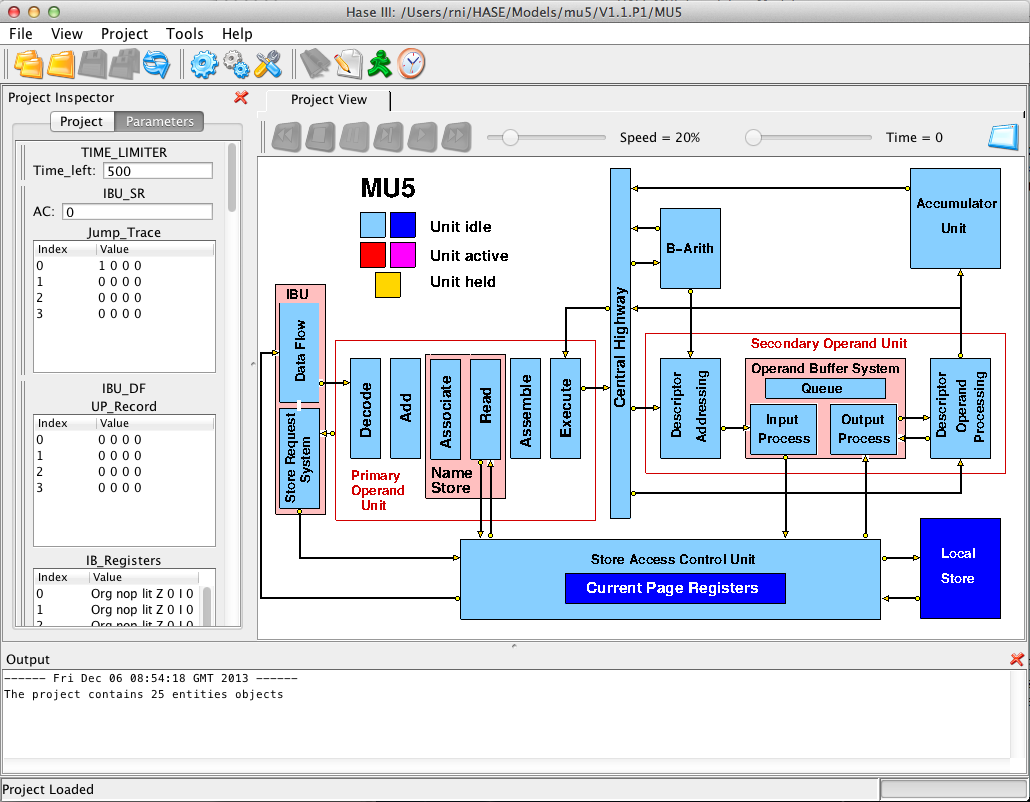 Hase III: /Users/rni/HASE/Models/mu5/V1.1.P1/MU5
File View Project Tools Help
Project Inspector
Project Parameters
TIME_LIMITER
Time_left: 500
IBU_SR
AC: 0
Jump_Trace
Index Value
0 1 0 0 0
1 0 0 0 0
2 0 0 0 0
3 0 0 0 0
IBU_DF
UP_Record
Index Value
0 0 0 0 0
1 0 0 0 0
2 0 0 0 0
3 0 0 0 0
IB_Registers
Index Value
0 Org nop lit Z 0 I 0
1 Org nop lit Z 0 I 0
2 Org nop lit Z 0 I 0
Project View
Speed = 20%
Time = 0
MU5
Unit idle
Unit active
Unit held
IBU
Data Flow
Store Request
System
Decode
Add
Associate
Read
Name
Store
Assemble
Execute
Primary
Operand
Unit
Central Highway
B-Arith
Accumulator
Unit
Secondary Operand Unit
Descriptor
Addressing
Operand Buffer System
Queue
Input
Process
Output
Process
Descriptor
Operand
Processing
Store Access Control Unit
Current Page Registers
Local
Store
Output
------ Fri Dec 06 08:54:18 GMT 2013 ------
The project contains 25 entities objects
Project Loaded